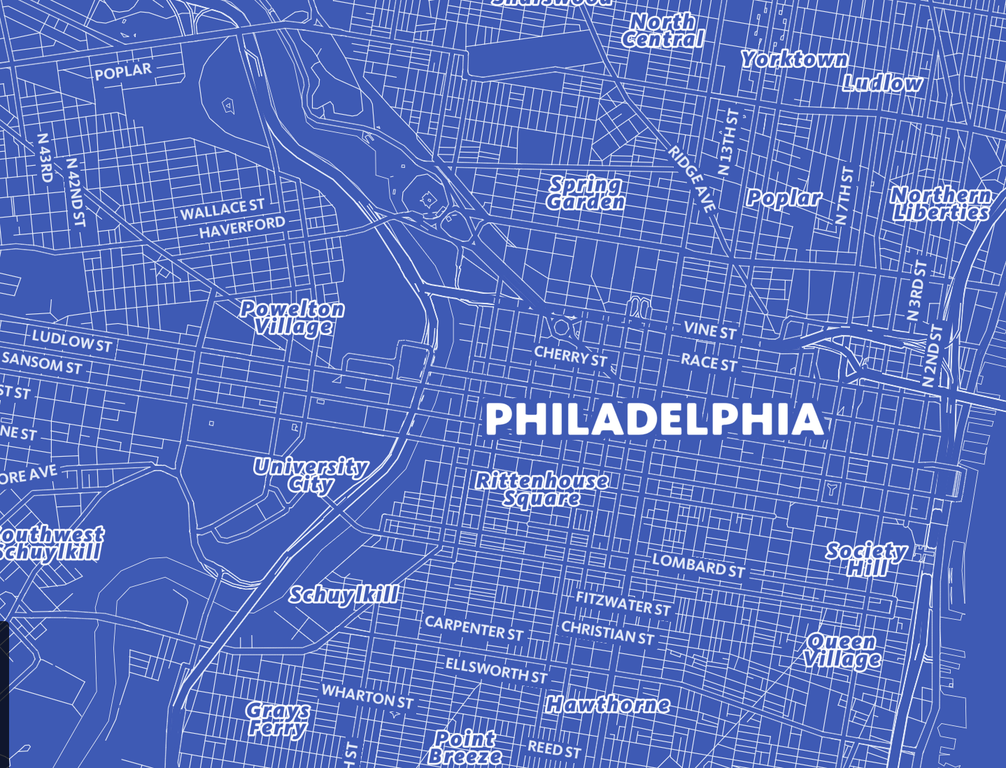 Sharswood
North
Central
Yorktown
Ludlow
POPLAR
N 43RD
N 42ND ST
N 13TH ST
RIDGE AVE
N 7TH ST
Spring
Garden
Poplar
Northern
Liberties
WALLACE ST
HAVERFORD
N 3RD ST
Powelton
Village
VINE ST
LUDLOW ST
CHERRY ST
RACE ST
N 2ND ST
SANSOM ST
ST ST
NE ST
PHILADELPHIA
ORE AVE
University
City
Rittenhouse
Square
outhwest
Schuylkill
Society
Hill
LOMBARD ST
Schuylkill
FITZWATER ST
CARPENTER ST
CHRISTIAN ST
Queen
Village
ELLSWORTH ST
WHARTON ST
Hawthorne
Grays
Ferry
Point
Breeze
REED ST
H ST